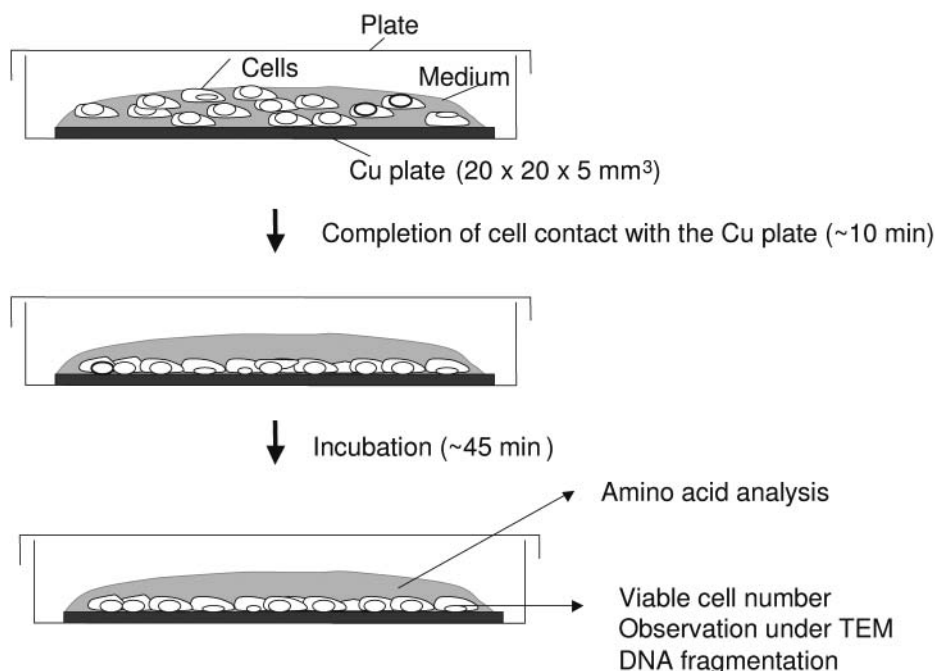 Plate
Cells
Medium
Cu plate (20 x 20 x 5 mm³)
Completion of cell contact with the Cu plate (~10 min)
Incubation (~45 min )
Amino acid analysis
Viable cell number
Observation under TEM
DNA fragmentation